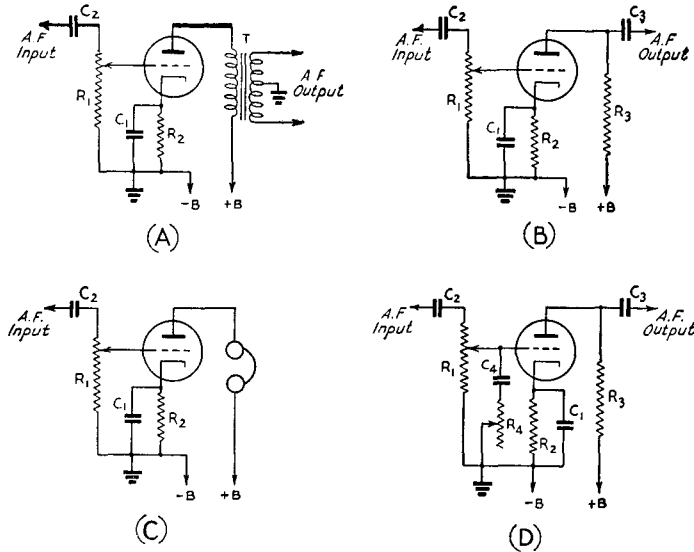 C2
A.F.
Input
R1
C1
R2
T
A.F.
Output
-B
+B
(A)
C2
A.F.
Input
R1
C1
R2
C3
A.F.
Output
R3
-B
+B
(B)
C2
A.F.
Input
R1
C1
R2
-B
+B
(C)
C2
A.F.
Input
R1
C4
R4
R2
C1
C3
A.F.
Output
R3
-B
+B
(D)